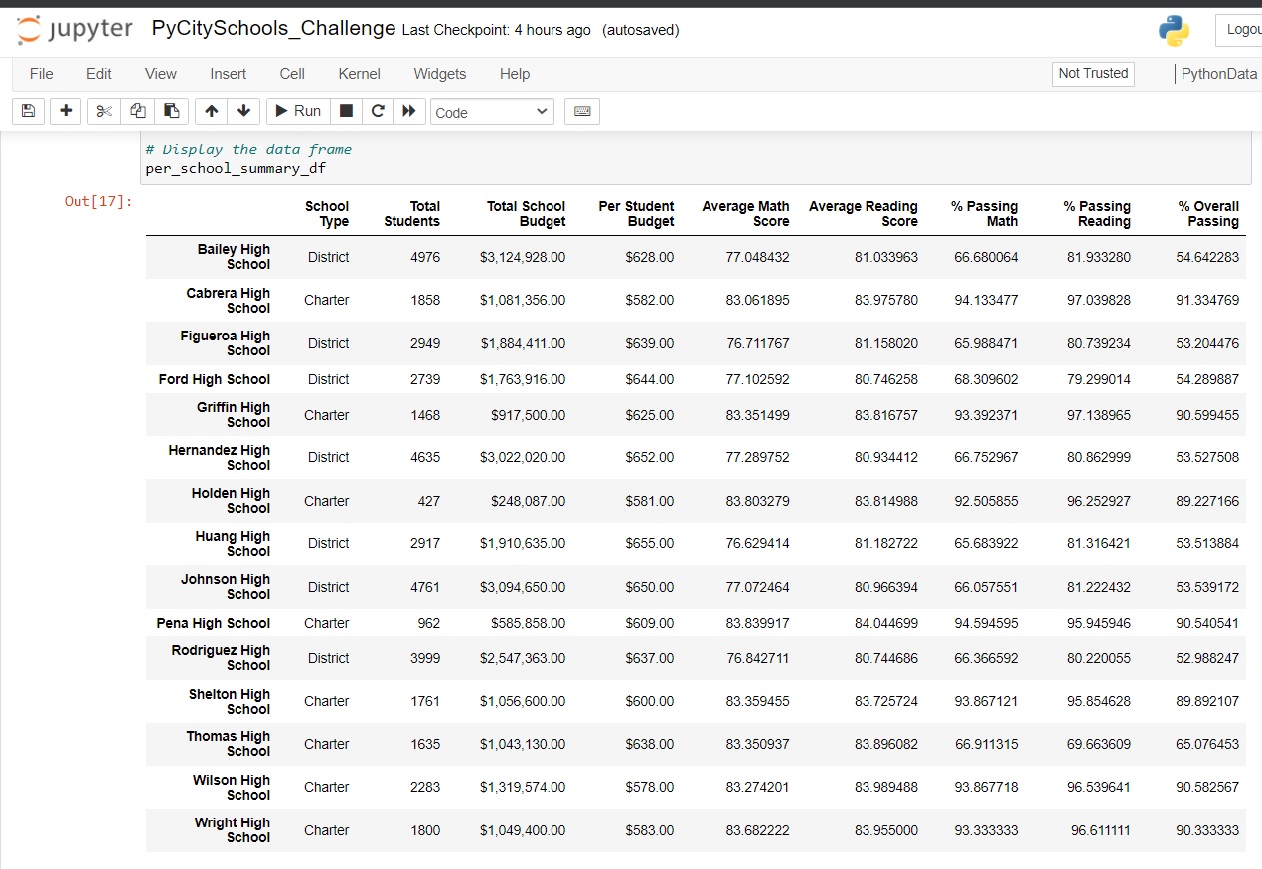 jupyter PyCitySchools_Challenge Last Checkpoint: 4 hours ago (autosaved)
File Edit View Insert Cell Kernel Widgets Help Not Trusted PythonData
Run Code
# Display the data frame
per_school_summary_df
Out[17]:
School Total Total School Per Student Average Math Average Reading % Passing % Passing % Overall
Type Students Budget Budget Score Score Math Reading Passing
Bailey High
School District 4976 $3,124,928.00 $628.00 77.048432 81.033963 66.680064 81.933280 54.642283
Cabrera High
School Charter 1858 $1,081,356.00 $582.00 83.061895 83.975780 94.133477 97.039828 91.334769
Figueroa High
School District 2949 $1,884,411.00 $639.00 76.711767 81.158020 65.988471 80.739234 53.204476
Ford High School District 2739 $1,763,916.00 $644.00 77.102592 80.746258 68.309602 79.299014 54.289887
Griffin High
School Charter 1468 $917,500.00 $625.00 83.351499 83.816757 93.392371 97.138965 90.599455
Hernandez High
School District 4635 $3,022,020.00 $652.00 77.289752 80.934412 66.752967 80.862999 53.527508
Holden High
School Charter 427 $248,087.00 $581.00 83.803279 83.814988 92.505855 96.252927 89.227166
Huang High
School District 2917 $1,910,635.00 $655.00 76.629414 81.182722 65.683922 81.316421 53.513884
Johnson High
School District 4761 $3,094,650.00 $650.00 77.072464 80.966394 66.057551 81.222432 53.539172
Pena High School Charter 962 $585,858.00 $609.00 83.839917 84.044699 94.594595 95.945946 90.540541
Rodriguez High
School District 3999 $2,547,363.00 $637.00 76.842711 80.744686 66.366592 80.220055 52.988247
Shelton High
School Charter 1761 $1,056,600.00 $600.00 83.359455 83.725724 93.867121 95.854628 89.892107
Thomas High
School Charter 1635 $1,043,130.00 $638.00 83.350937 83.896082 66.911315 69.663609 65.076453
Wilson High
School Charter 2283 $1,319,574.00 $578.00 83.274201 83.989488 93.867718 96.539641 90.582567
Wright High
School Charter 1800 $1,049,400.00 $583.00 83.682222 83.955000 93.333333 96.611111 90.333333